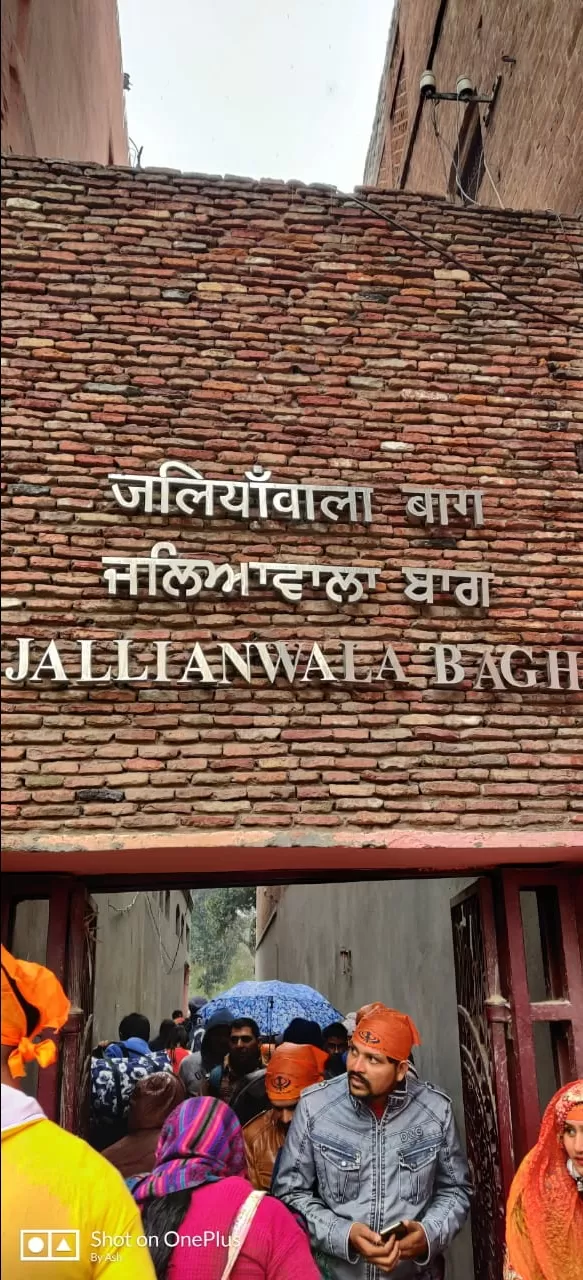 जलियाँवाला बाग
ਜਲਿਆਂਵਾਲਾ ਬਾਗ
JALLIANWALA BAGH
D&G
Shot on OnePlus
By Ash